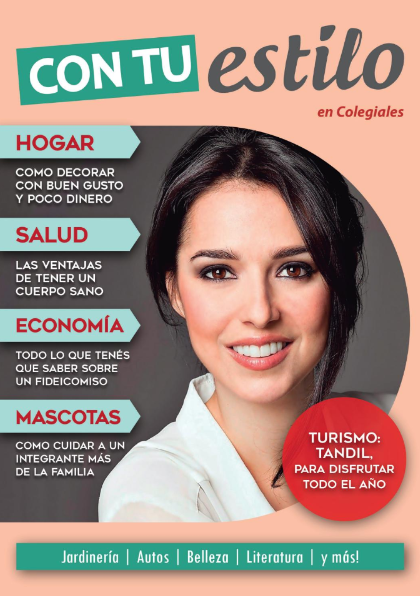 CON TU estilo
en Colegiales
HOGAR
COMO DECORAR
CON BUEN GUSTO
Y POCO DINERO
SALUD
LAS VENTAJAS
DE TENER UN
CUERPO SANO
ECONOMÍA
TODO LO QUE TENÉS
QUE SABER SOBRE
UN FIDEICOMISO
MASCOTAS
COMO CUIDAR A UN
INTEGRANTE MÁS
DE LA FAMILIA
TURISMO:
TANDIL,
PARA DISFRUTAR
TODO EL AÑO
Jardinería | Autos | Belleza | Literatura | y más!